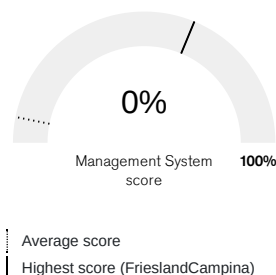 0%
Management System
score
100%
Average score
Highest score (FrieslandCampina)